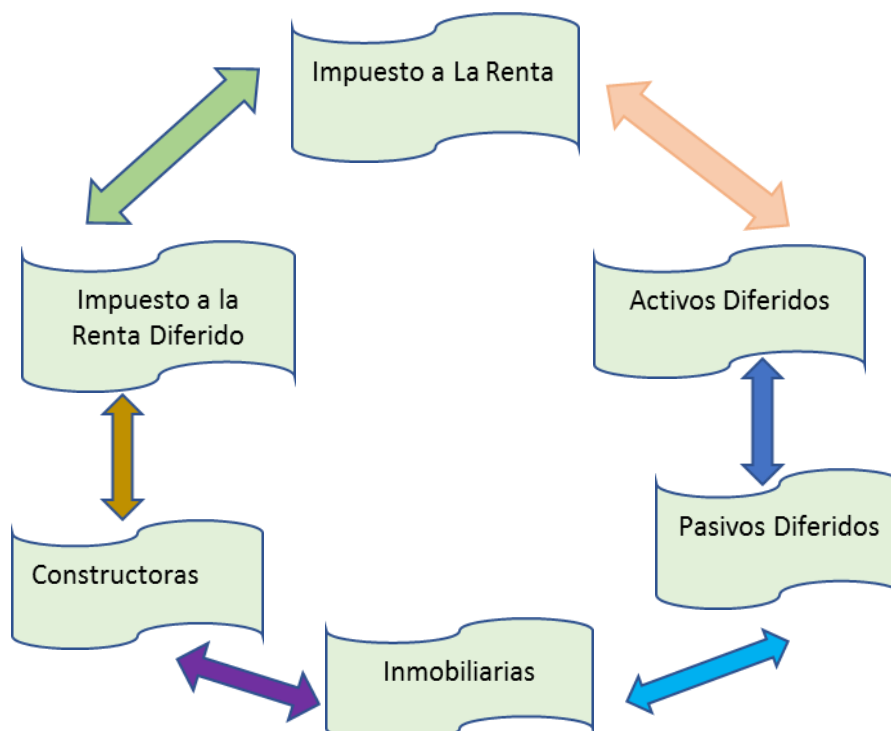 Impuesto a La Renta
Impuesto a la
Renta Diferido
Activos Diferidos
Constructoras
Pasivos Diferidos
Inmobiliarias